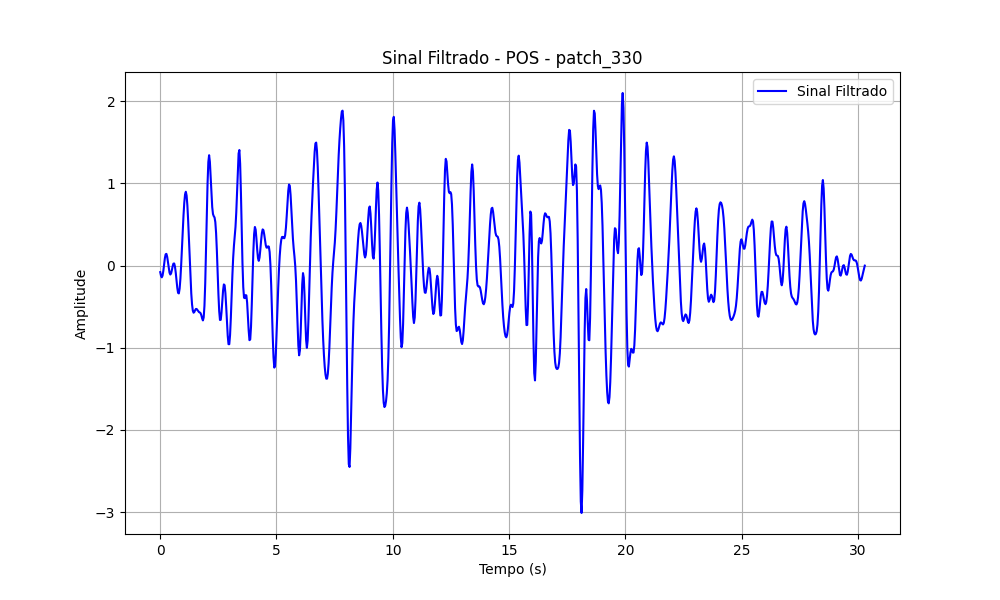 Sinal Filtrado - POS - patch_330
Sinal Filtrado
2
1
0
−1
−2
−3
Amplitude
0 5 10 15 20 25 30
Tempo (s)